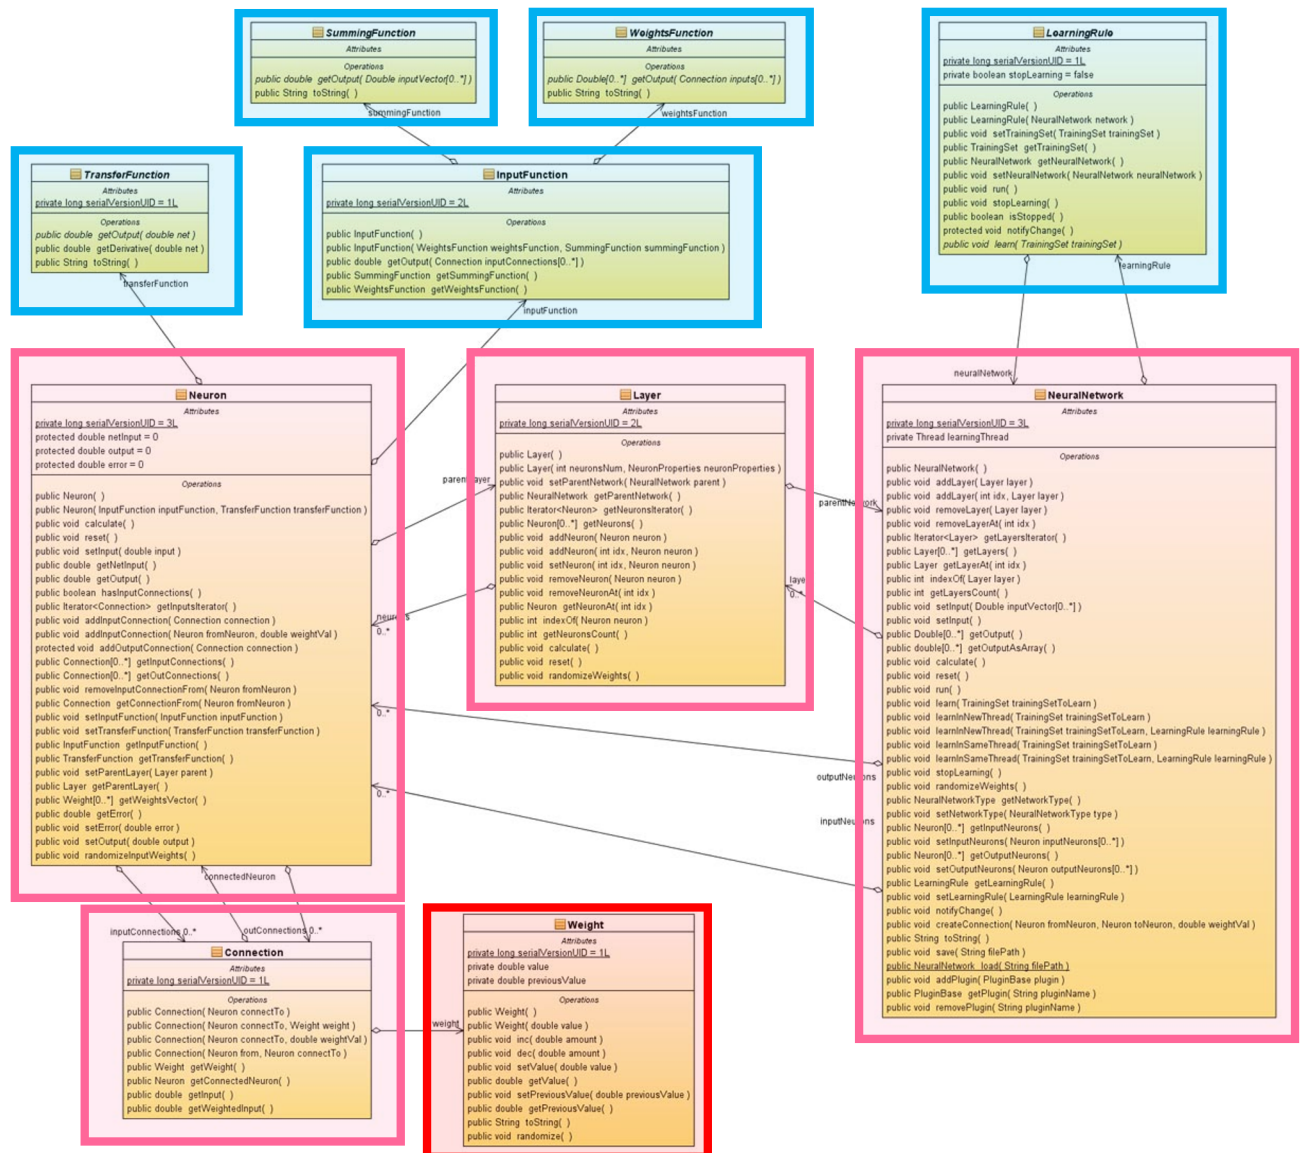 SummingFunction
Attributes
Operations
public double getOutput( Double inputVector[0..*] )
public String toString( )
summingFunction
WeightsFunction
Attributes
Operations
public Double[0..*] getOutput( Connection inputs[0..*] )
public String toString( )
weightsFunction
LearningRule
Attributes
private long serialVersionUID = 1L
private boolean stopLearning = false
Operations
public LearningRule( )
public LearningRule( NeuralNetwork network )
public void setTrainingSet( TrainingSet trainingSet )
public TrainingSet getTrainingSet( )
public NeuralNetwork getNeuralNetwork( )
public void setNeuralNetwork( NeuralNetwork neuralNetwork )
public void run( )
public void stopLearning( )
public boolean isStopped( )
protected void notifyChange( )
public void learn( TrainingSet trainingSet )
learningRule
TransferFunction
Attributes
private long serialVersionUID = 1L
Operations
public double getOutput( double net )
public double getDerivative( double net )
public String toString( )
transferFunction
InputFunction
Attributes
private long serialVersionUID = 2L
Operations
public InputFunction( )
public InputFunction( WeightsFunction weightsFunction, SummingFunction summingFunction )
public double getOutput( Connection inputConnections[0..*] )
public SummingFunction getSummingFunction( )
public WeightsFunction getWeightsFunction( )
inputFunction
neuralNetwork
Neuron
Attributes
private long serialVersionUID = 3L
protected double netInput = 0
protected double output = 0
protected double error = 0
Operations
public Neuron( )
public Neuron( InputFunction inputFunction, TransferFunction transferFunction )
public void calculate( )
public void reset( )
public void setInput( double input )
public double getNetInput( )
public double getOutput( )
public boolean hasInputConnections( )
public Iterator<Connection> getInputsIterator( )
public void addInputConnection( Connection connection )
public void addInputConnection( Neuron fromNeuron, double weightVal )
protected void addOutputConnection( Connection connection )
public Connection[0..*] getInputConnections( )
public Connection[0..*] getOutConnections( )
public void removeInputConnectionFrom( Neuron fromNeuron )
public Connection getConnectionFrom( Neuron fromNeuron )
public void setInputFunction( InputFunction inputFunction )
public void setTransferFunction( TransferFunction transferFunction )
public InputFunction getInputFunction( )
public TransferFunction getTransferFunction( )
public void setParentLayer( Layer parent )
public Layer getParentLayer( )
public Weight[0..*] getWeightsVector( )
public double getError( )
public void setError( double error )
public void setOutput( double output )
public void randomizeInputWeights( )
parentLayer
neurons
0..*
0..*
0..*
Layer
Attributes
private long serialVersionUID = 2L
Operations
public Layer( )
public Layer( int neuronsNum, NeuronProperties neuronProperties )
public void setParentNetwork( NeuralNetwork parent )
public NeuralNetwork getParentNetwork( )
public Iterator<Neuron> getNeuronsIterator( )
public Neuron[0..*] getNeurons( )
public void addNeuron( Neuron neuron )
public void addNeuron( int idx, Neuron neuron )
public void setNeuron( int idx, Neuron neuron )
public void removeNeuron( Neuron neuron )
public void removeNeuronAt( int idx )
public Neuron getNeuronAt( int idx )
public int indexOf( Neuron neuron )
public int getNeuronsCount( )
public void calculate( )
public void reset( )
public void randomizeWeights( )
parentNetwork
0..*
outputNeurons
inputNeurons
NeuralNetwork
Attributes
private long serialVersionUID = 3L
private Thread learningThread
Operations
public NeuralNetwork( )
public void addLayer( Layer layer )
public void addLayer( int idx, Layer layer )
public void removeLayer( Layer layer )
public void removeLayerAt( int idx )
public Iterator<Layer> getLayersIterator( )
public Layer[0..*] getLayers( )
public Layer getLayerAt( int idx )
public int indexOf( Layer layer )
public int getLayersCount( )
public void setInput( Double inputVector[0..*] )
public void setInput( )
public Double[0..*] getOutput( )
public double[0..*] getOutputAsArray( )
public void calculate( )
public void reset( )
public void run( )
public void learn( TrainingSet trainingSetToLearn )
public void learnInNewThread( TrainingSet trainingSetToLearn )
public void learnInNewThread( TrainingSet trainingSetToLearn, LearningRule learningRule )
public void learnInSameThread( TrainingSet trainingSetToLearn )
public void learnInSameThread( TrainingSet trainingSetToLearn, LearningRule learningRule )
public void stopLearning( )
public void randomizeWeights( )
public NeuralNetworkType getNetworkType( )
public void setNetworkType( NeuralNetworkType type )
public Neuron[0..*] getInputNeurons( )
public void setInputNeurons( Neuron inputNeurons[0..*] )
public Neuron[0..*] getOutputNeurons( )
public void setOutputNeurons( Neuron outputNeurons[0..*] )
public LearningRule getLearningRule( )
public void setLearningRule( LearningRule learningRule )
public void notifyChange( )
public void createConnection( Neuron fromNeuron, Neuron toNeuron, double weightVal )
public String toString( )
public void save( String filePath )
public NeuralNetwork load( String filePath )
public void addPlugin( PluginBase plugin )
public PluginBase getPlugin( String pluginName )
public void removePlugin( String pluginName )
connectedNeuron
inputConnections 0..*
outConnections 0..*
Connection
Attributes
private long serialVersionUID = 1L
Operations
public Connection( Neuron connectTo )
public Connection( Neuron connectTo, Weight weight )
public Connection( Neuron connectTo, double weightVal )
public Connection( Neuron from, Neuron connectTo )
public Weight getWeight( )
public Neuron getConnectedNeuron( )
public double getInput( )
public double getWeightedInput( )
weight
Weight
Attributes
private long serialVersionUID = 1L
private double value
private double previousValue
Operations
public Weight( )
public Weight( double value )
public void inc( double amount )
public void dec( double amount )
public void setValue( double value )
public double getValue( )
public void setPreviousValue( double previousValue )
public double getPreviousValue( )
public String toString( )
public void randomize( )